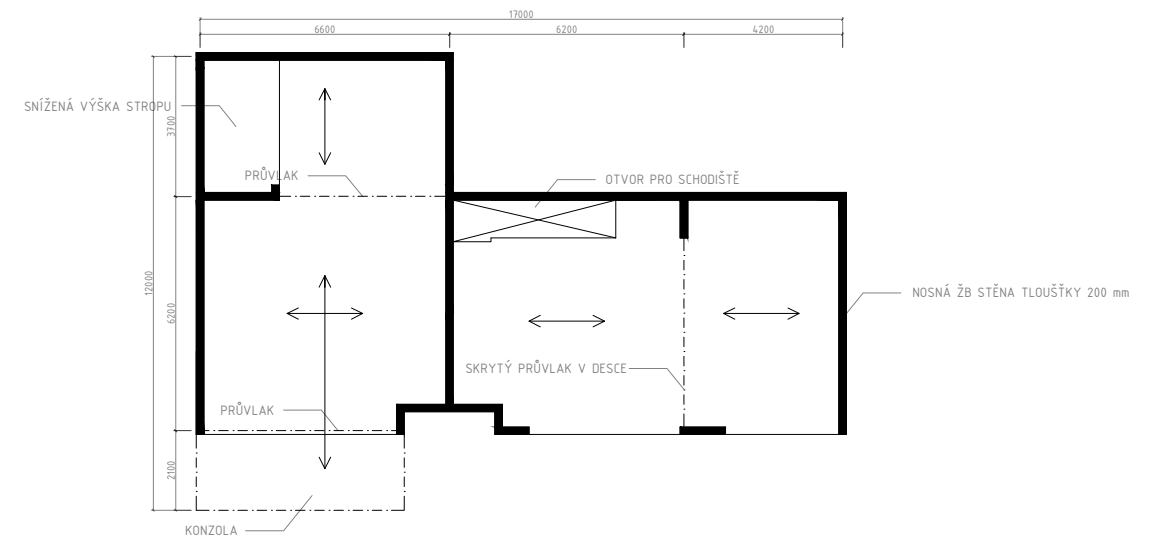 17000
6600
6200
4200
SNÍŽENÁ VÝŠKA STROPU
3700
PRŮVLAK
OTVOR PRO SCHODIŠTĚ
12000
6200
NOSNÁ ŽB STĚNA TLOUŠŤKY 200 mm
SKRYTÝ PRŮVLAK V DESCE
PRŮVLAK
2100
KONZOLA